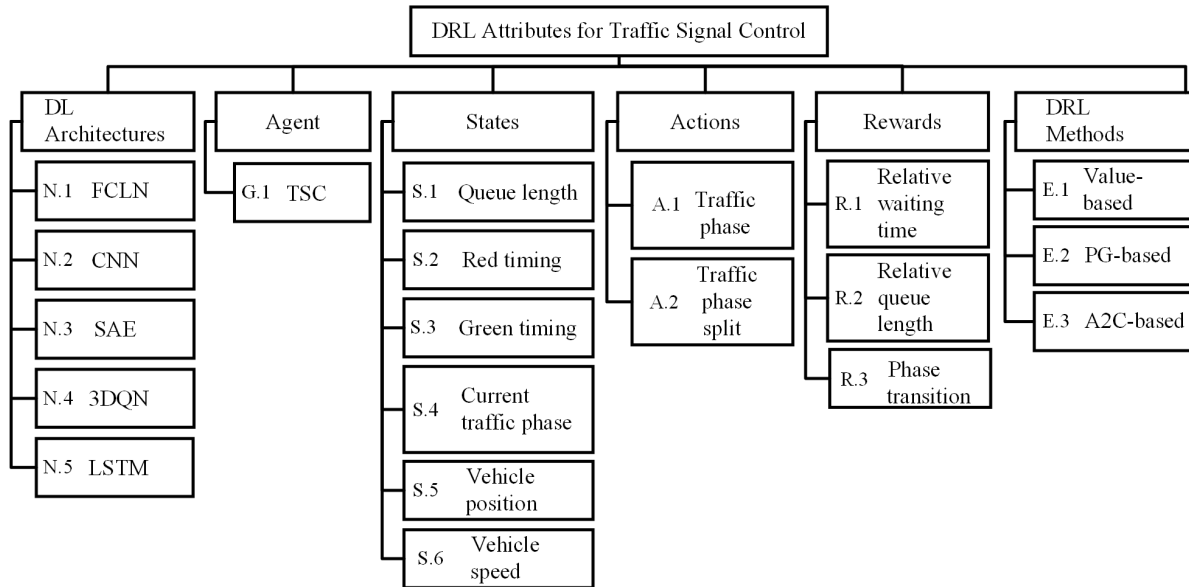 DRL Attributes for Traffic Signal Control
DL
Architectures
N.1 FCLN
N.2 CNN
N.3 SAE
N.4 3DQN
N.5 LSTM
Agent
G.1 TSC
States
S.1 Queue length
S.2 Red timing
S.3 Green timing
S.4 Current
traffic phase
S.5 Vehicle
position
S.6 Vehicle
speed
Actions
A.1 Traffic
phase
A.2 Traffic
phase
split
Rewards
R.1 Relative
waiting
time
R.2 Relative
queue
length
R.3 Phase
transition
DRL
Methods
E.1 Value-
based
E.2 PG-based
E.3 A2C-based